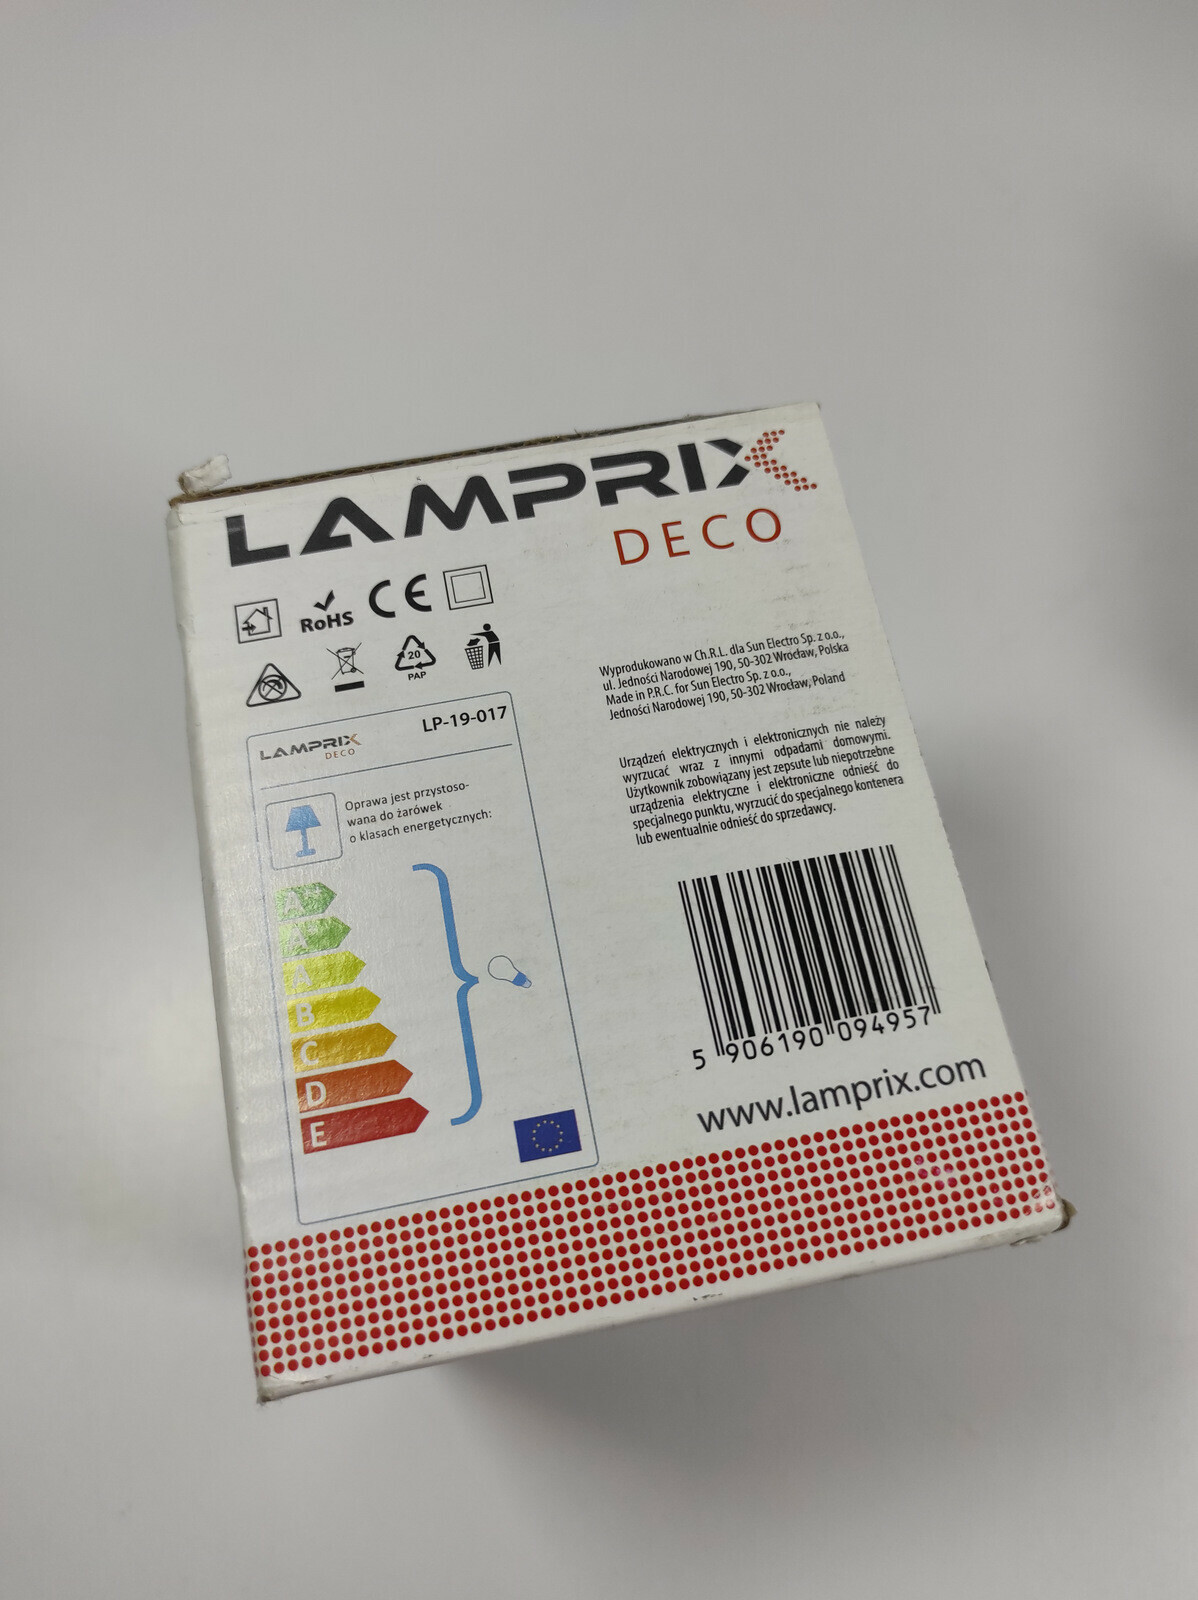 LAMPRIX
DECO
RoHS
CE
20
PAP
Wyprodukowano w Ch.R.L. dla Sun Electro Sp. z o.o.,
ul. Jedności Narodowej 190, 50-302 Wrocław, Polska
Made in P.R.C. for Sun Electro Sp. z o.o.,
Jedności Narodowej 190, 50-302 Wrocław, Poland
LAMPRIX
DECO
LP-19-017
Oprawa jest przystoso-
wana do żarówek
o klasach energetycznych:
A++
A+
A
B
C
D
E
Urządzeń elektrycznych i elektronicznych nie należy
wyrzucać wraz z innymi odpadami domowymi.
Użytkownik zobowiązany jest zepsute lub niepotrzebne
urządzenia elektryczne i elektroniczne odnieść do
specjalnego punktu, wyrzucić do specjalnego kontenera
lub ewentualnie odnieść do sprzedawcy.
5 906190 094957
www.lamprix.com